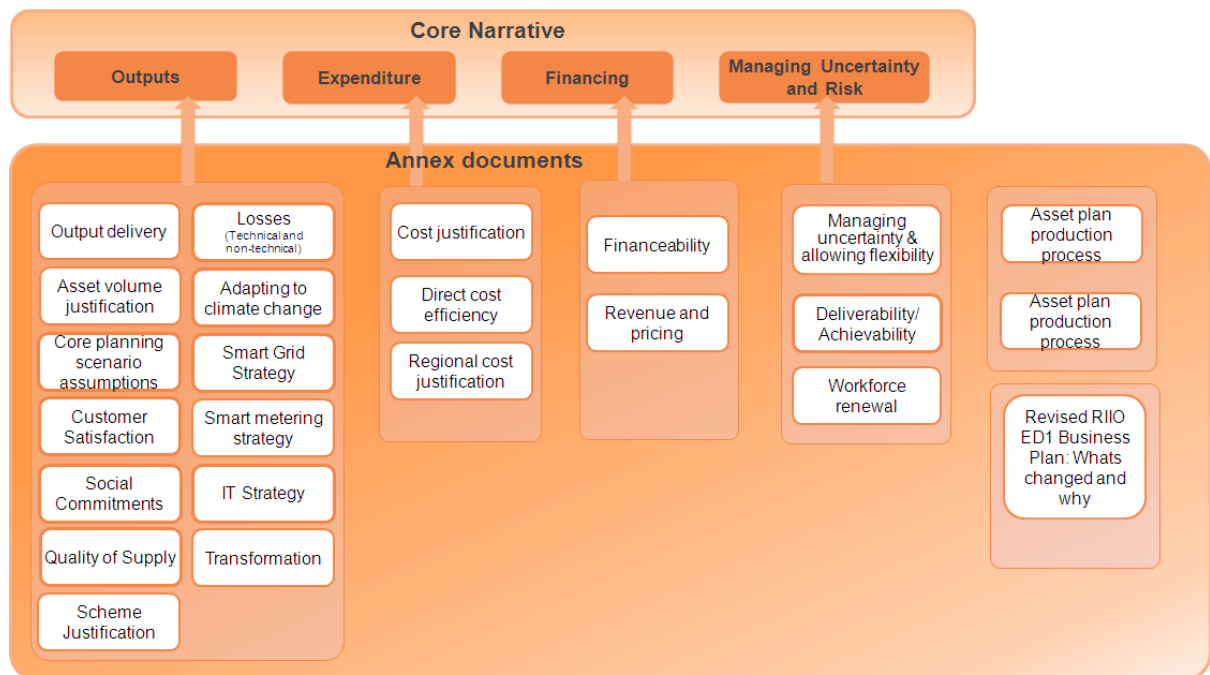 Core Narrative
Outputs
Expenditure
Financing
Managing Uncertainty
and Risk
Annex documents
Output delivery
Asset volume
justification
Core planning
scenario
assumptions
Customer
Satisfaction
Social
Commitments
Quality of Supply
Scheme
Justification
Losses
(Technical and
non-technical)
Adapting to
climate change
Smart Grid
Strategy
Smart metering
strategy
IT Strategy
Transformation
Cost justification
Direct cost
efficiency
Regional cost
justification
Financeability
Revenue and
pricing
Managing
uncertainty &
allowing flexibility
Deliverability/
Achievability
Workforce
renewal
Asset plan
production
process
Asset plan
production
process
Revised RIIO
ED1 Business
Plan: Whats
changed and
why